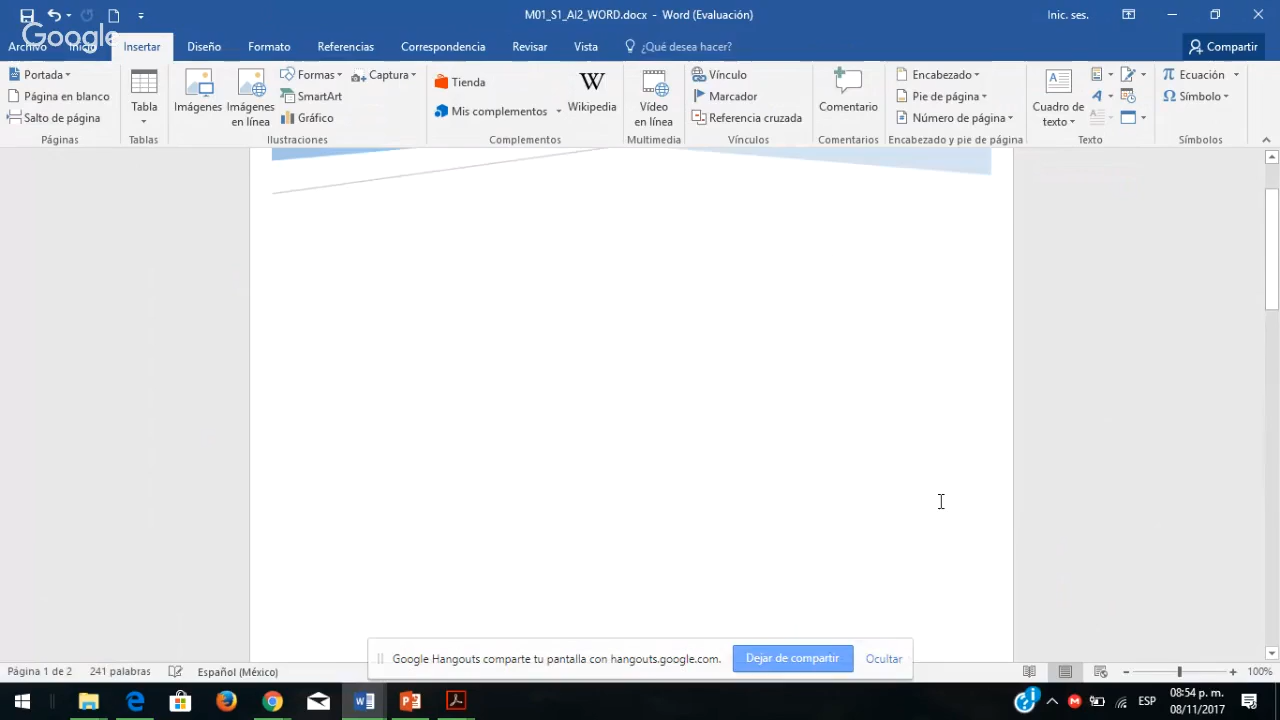 M01_S1_AI2_WORD.docx - Word (Evaluación)
Inic. ses.
Google
Archivo Inicio Insertar Diseño Formato Referencias Correspondencia Revisar Vista ¿Qué desea hacer? Compartir
Portada
Página en blanco
Salto de página
Páginas
Tabla
Tablas
Imágenes
Imágenes
en línea
Formas
SmartArt
Gráfico
Captura
Ilustraciones
Tienda
Mis complementos
W
Wikipedia
Complementos
Vídeo
en línea
Multimedia
Vínculo
Marcador
Referencia cruzada
Vínculos
Comentario
Comentarios
Encabezado
Pie de página
Número de página
Encabezado y pie de página
Cuadro de
texto
Texto
Ecuación
Símbolo
Símbolos
Google Hangouts comparte tu pantalla con hangouts.google.com. Dejar de compartir Ocultar
Página 1 de 2 241 palabras Español (México) 100%
ESP
08:54 p. m.
08/11/2017